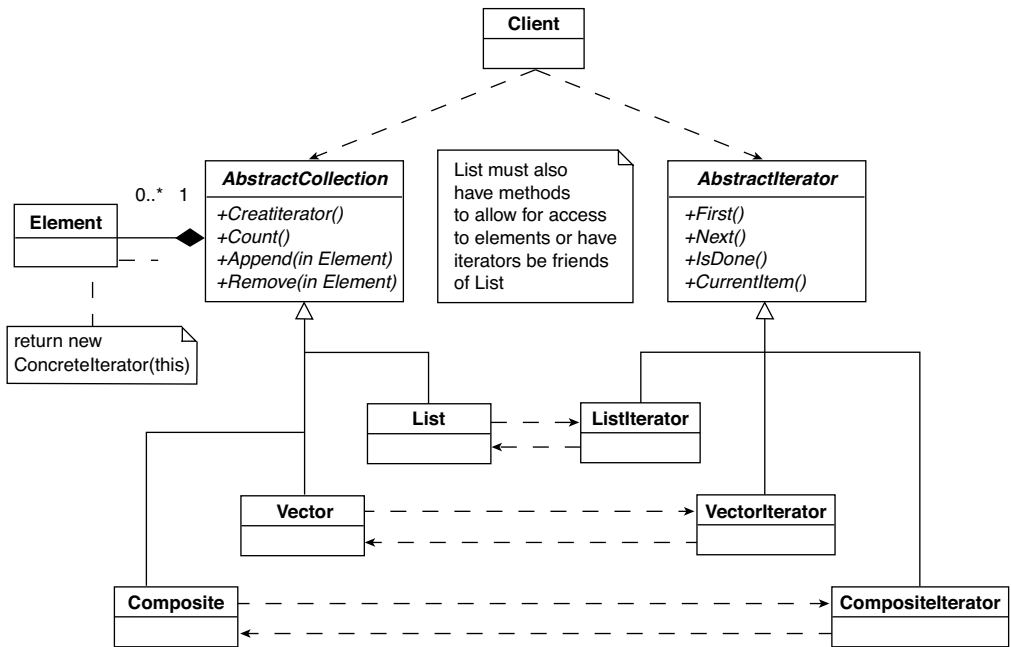 Client
AbstractCollection
+Creatiterator()
+Count()
+Append(in Element)
+Remove(in Element)
List must also
have methods
to allow for access
to elements or have
iterators be friends
of List
AbstractIterator
+First()
+Next()
+IsDone()
+CurrentItem()
0..* 1
Element
return new
ConcreteIterator(this)
List
ListIterator
Vector
VectorIterator
Composite
CompositeIterator